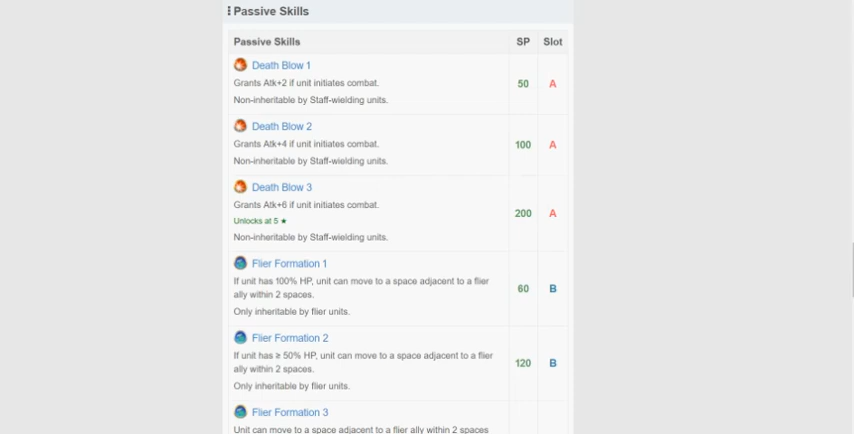 Passive Skills
Passive Skills SP Slot
Death Blow 1
Grants Atk+2 if unit initiates combat.
Non-inheritable by Staff-wielding units.
50 A
Death Blow 2
Grants Atk+4 if unit initiates combat.
Non-inheritable by Staff-wielding units.
100 A
Death Blow 3
Grants Atk+6 if unit initiates combat.
Unlocks at 5 ★
Non-inheritable by Staff-wielding units.
200 A
Flier Formation 1
If unit has 100% HP, unit can move to a space adjacent to a flier
ally within 2 spaces.
Only inheritable by flier units.
60 B
Flier Formation 2
If unit has ≥ 50% HP, unit can move to a space adjacent to a flier
ally within 2 spaces.
Only inheritable by flier units.
120 B
Flier Formation 3
Unit can move to a space adjacent to a flier ally within 2 spaces